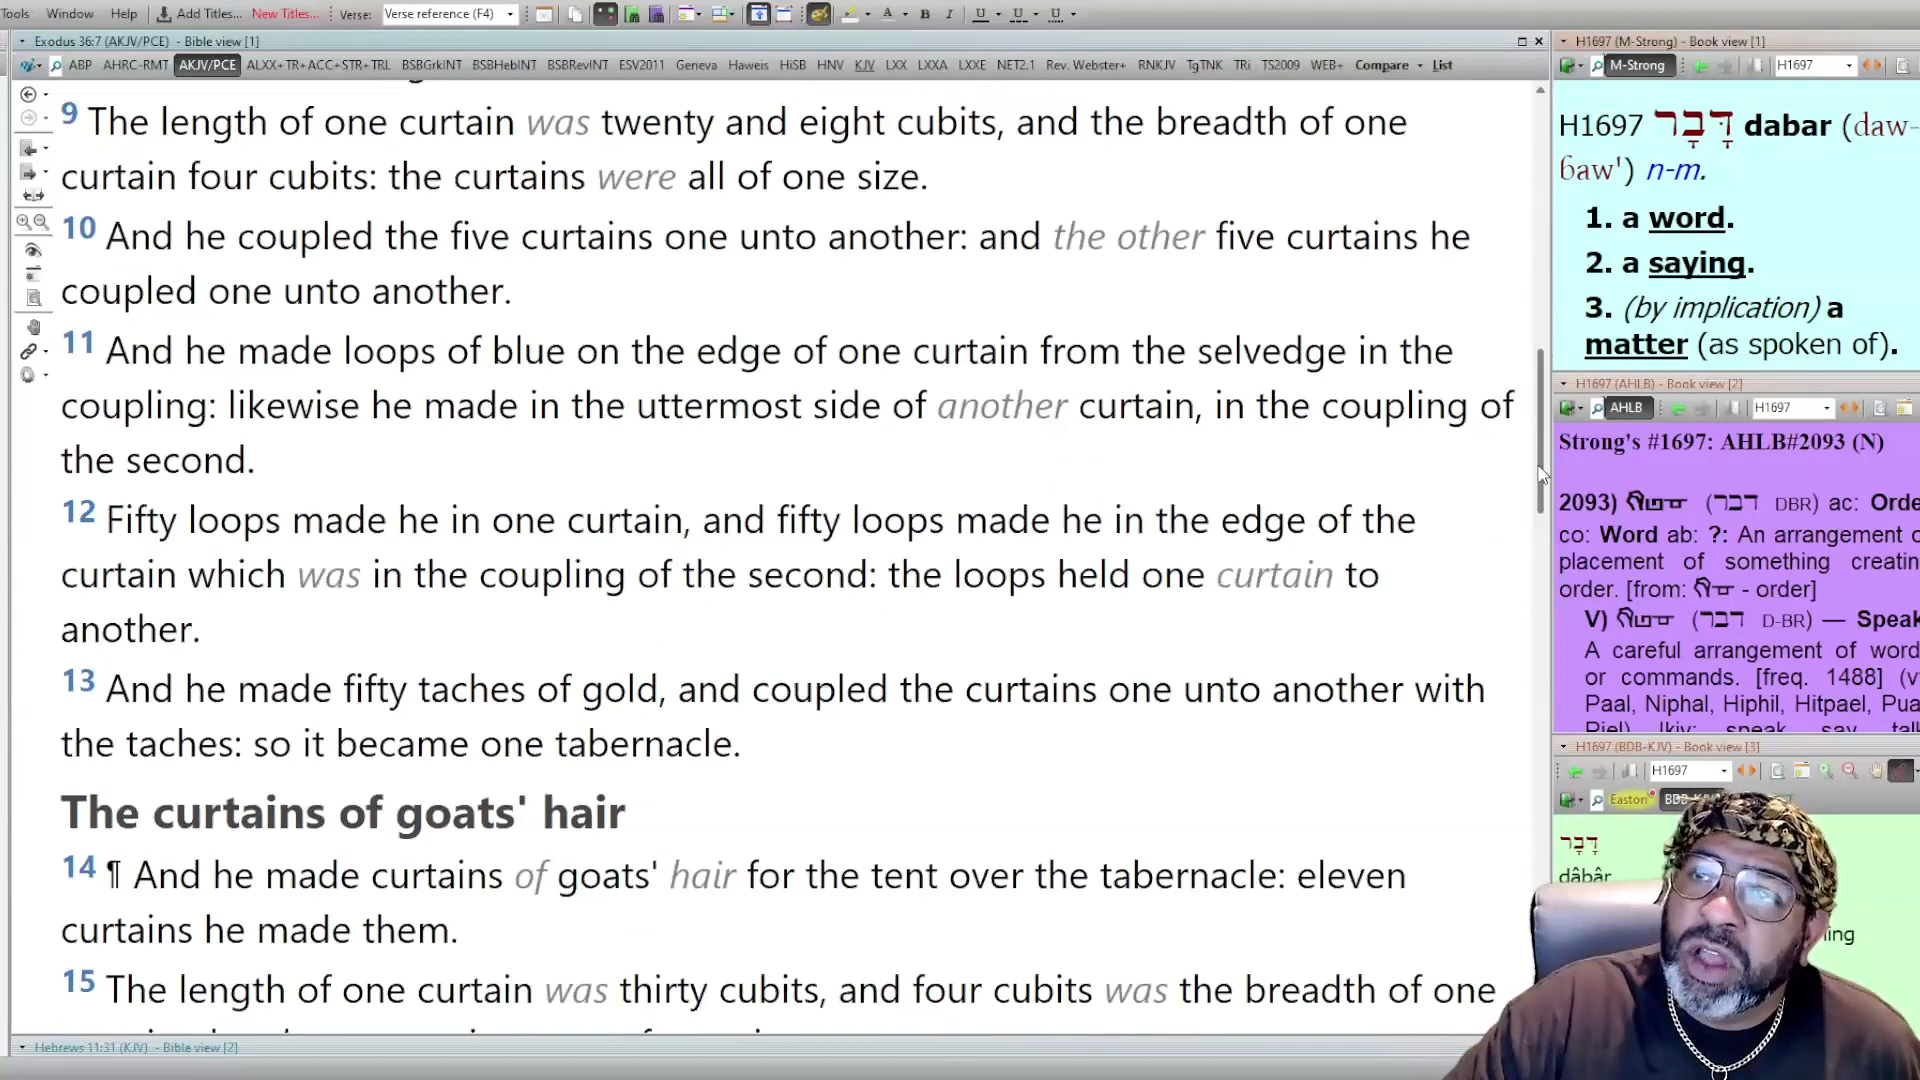 Tools Window Help Add Titles... New Titles... Verse: Verse reference (F4) A B I U U U
Exodus 36:7 (AKJV/PCE) - Bible view [1]
ABP AHRC-RMT AKJV/PCE ALXX+TR+ACC+STR+TRL BSBGrkINT BSBHebINT BSBRevINT ESV2011 Geneva Haweis HiSB HNV KJV LXX LXXA LXXE NET2.1 Rev. Webster+ RNKJV TgTNK TRi TS2009 WEB+ Compare List
9 The length of one curtain was twenty and eight cubits, and the breadth of one
curtain four cubits: the curtains were all of one size.
10 And he coupled the five curtains one unto another: and the other five curtains he
coupled one unto another.
11 And he made loops of blue on the edge of one curtain from the selvedge in the
coupling: likewise he made in the uttermost side of another curtain, in the coupling of
the second.
12 Fifty loops made he in one curtain, and fifty loops made he in the edge of the
curtain which was in the coupling of the second: the loops held one curtain to
another.
13 And he made fifty taches of gold, and coupled the curtains one unto another with
the taches: so it became one tabernacle.
The curtains of goats' hair
14 ¶ And he made curtains of goats' hair for the tent over the tabernacle: eleven
curtains he made them.
15 The length of one curtain was thirty cubits, and four cubits was the breadth of one
Hebrews 11:31 (KJV) - Bible view [2]
H1697 (M-Strong) - Book view [1]
M-Strong H1697
H1697 דָּבָר dabar (daw-
baw') n-m.
1. a word.
2. a saying.
3. (by implication) a
matter (as spoken of).
H1697 (AHLB) - Book view [2]
AHLB H1697
Strong's #1697: AHLB#2093 (N)
2093) (דבר DBR) ac: Orde
co: Word ab: ?: An arrangement o
placement of something creatin
order. [from: - order]
V) (דבר D-BR) — Speak
A careful arrangement of word
or commands. [freq. 1488] (v
Paal, Niphal, Hiphil, Hitpael, Pua
Piel) |kjv: speak, say, talk
H1697 (BDB-KJV) - Book view [3]
H1697
Easton BDB-KJV
דָּבָר
dâbâr
ing